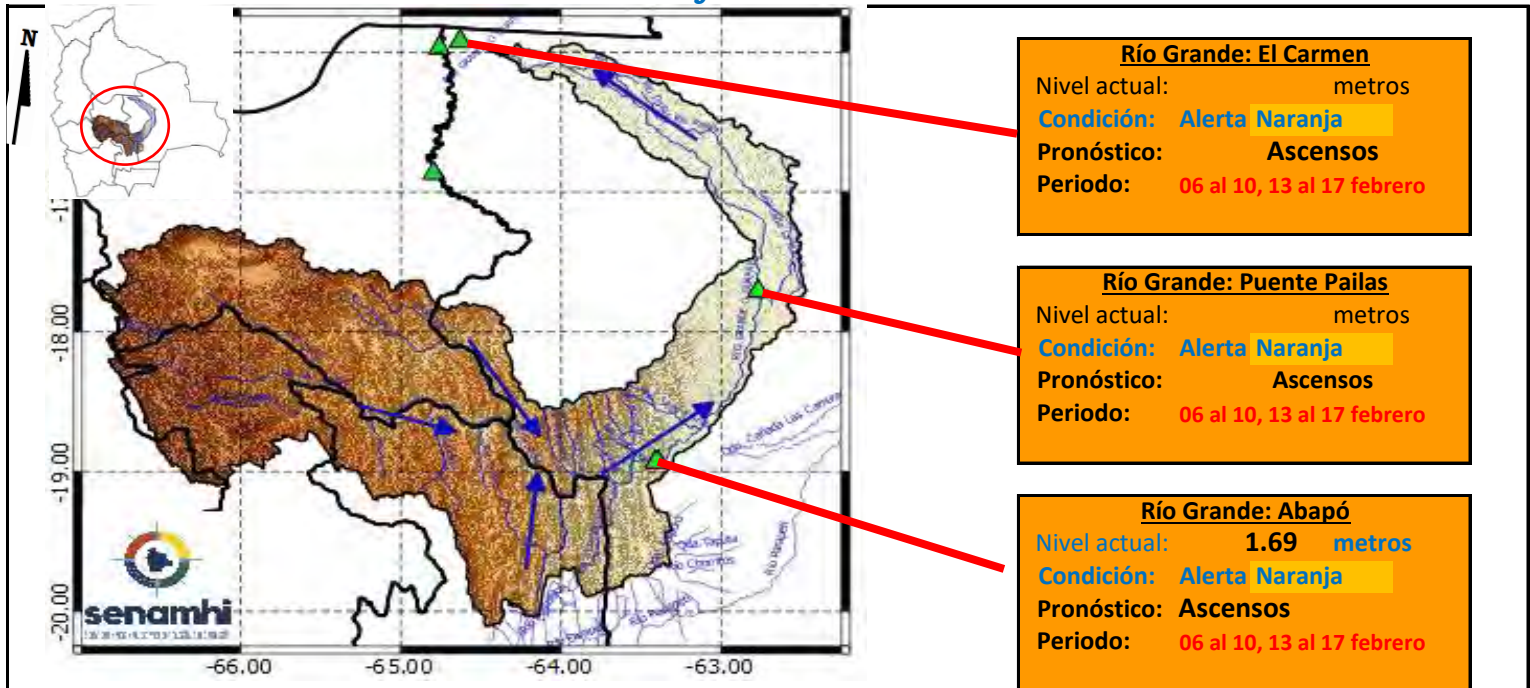 N
Río Grande: El Carmen
Nivel actual: metros
Condición: Alerta Naranja
Pronóstico: Ascensos
Periodo: 06 al 10, 13 al 17 febrero
Río Grande: Puente Pailas
Nivel actual: metros
Condición: Alerta Naranja
Pronóstico: Ascensos
Periodo: 06 al 10, 13 al 17 febrero
Río Grande: Abapó
Nivel actual: 1.69 metros
Condición: Alerta Naranja
Pronóstico: Ascensos
Periodo: 06 al 10, 13 al 17 febrero
-18.00
-19.00
-20.00
-66.00
-65.00
-64.00
-63.00
Cañada Las
Qda.
Río
senamhi